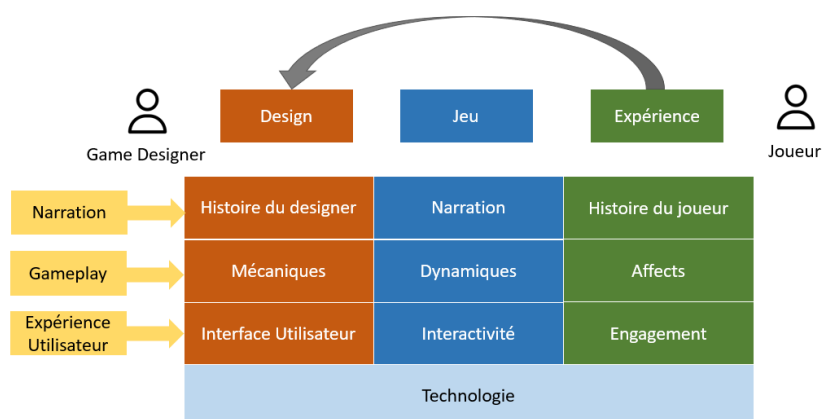 Design
Jeu
Expérience
Game Designer
Joueur
Narration
Histoire du designer
Narration
Histoire du joueur
Gameplay
Mécaniques
Dynamiques
Affects
Expérience
Utilisateur
Interface Utilisateur
Interactivité
Engagement
Technologie